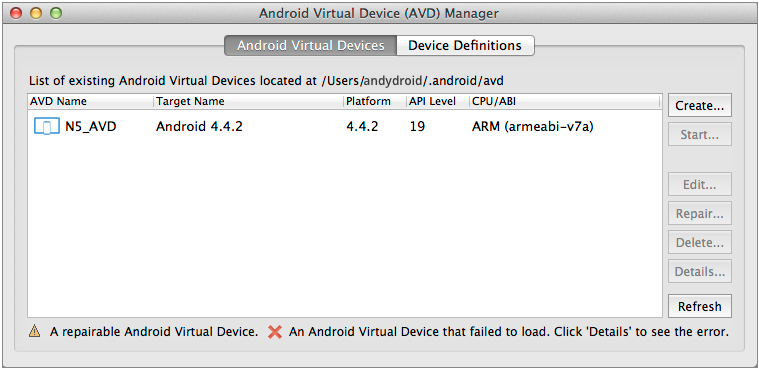 Android Virtual Device (AVD) Manager
Android Virtual Devices Device Definitions
List of existing Android Virtual Devices located at /Users/andydroid/.android/avd
AVD Name Target Name Platform API Level CPU/ABI
N5_AVD Android 4.4.2 4.4.2 19 ARM (armeabi-v7a)
Create...
Start...
Edit...
Repair...
Delete...
Details...
Refresh
A repairable Android Virtual Device. An Android Virtual Device that failed to load. Click 'Details' to see the error.